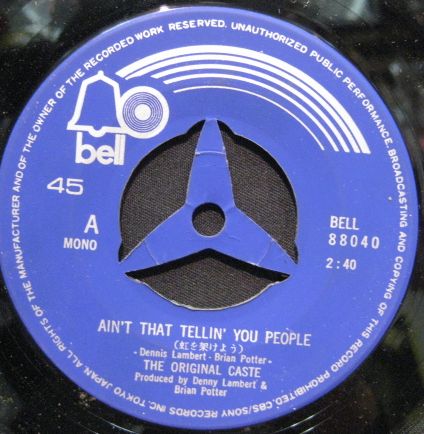 ALL RIGHTS OF THE MANUFACTURER AND OF THE OWNER OF THE RECORDED WORK RESERVED. UNAUTHORIZED PUBLIC PERFORMANCE, BROADCASTING AND COPYING OF THIS RECORD PROHIBITED. CBS/SONY RECORDS INC. TOKYO JAPAN.
bell
45
A
MONO
BELL
88040
2:40
AIN'T THAT TELLIN' YOU PEOPLE
(虹を架けよう)
- Dennis Lambert - Brian Potter -
THE ORIGINAL CASTE
Produced by Denny Lambert &
Brian Potter